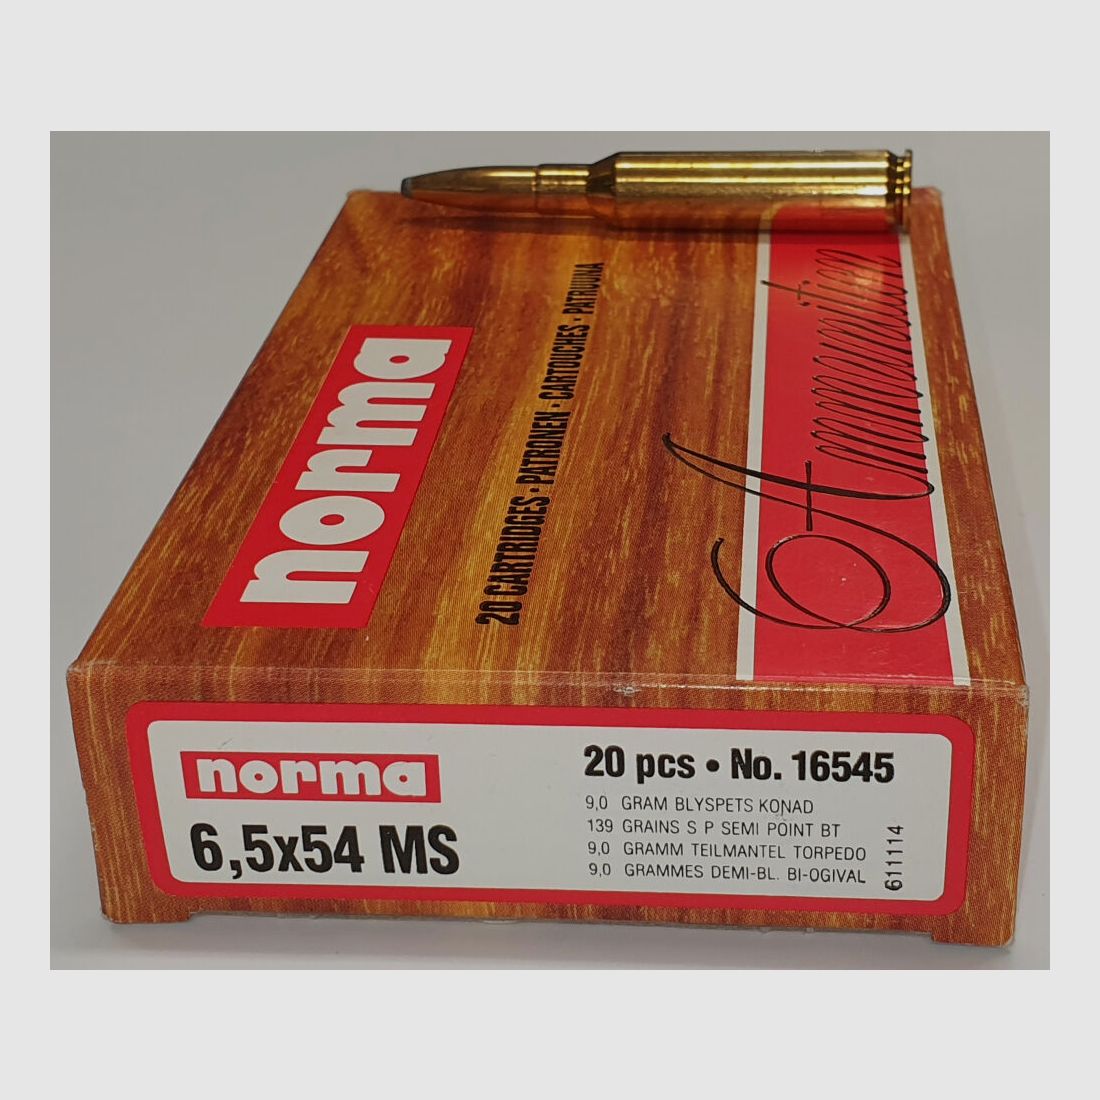 norma
20 CARTRIDGES • PATRONEN • CARTOUCHES • PATRUUNA
Ammunition
norma
6,5x54 MS
20 pcs • No. 16545
9,0 GRAM BLYSPETS KONAD
139 GRAINS S P SEMI POINT BT
9,0 GRAMM TEILMANTEL TORPEDO
9,0 GRAMMES DEMI-BL. BI-OGIVAL
611114